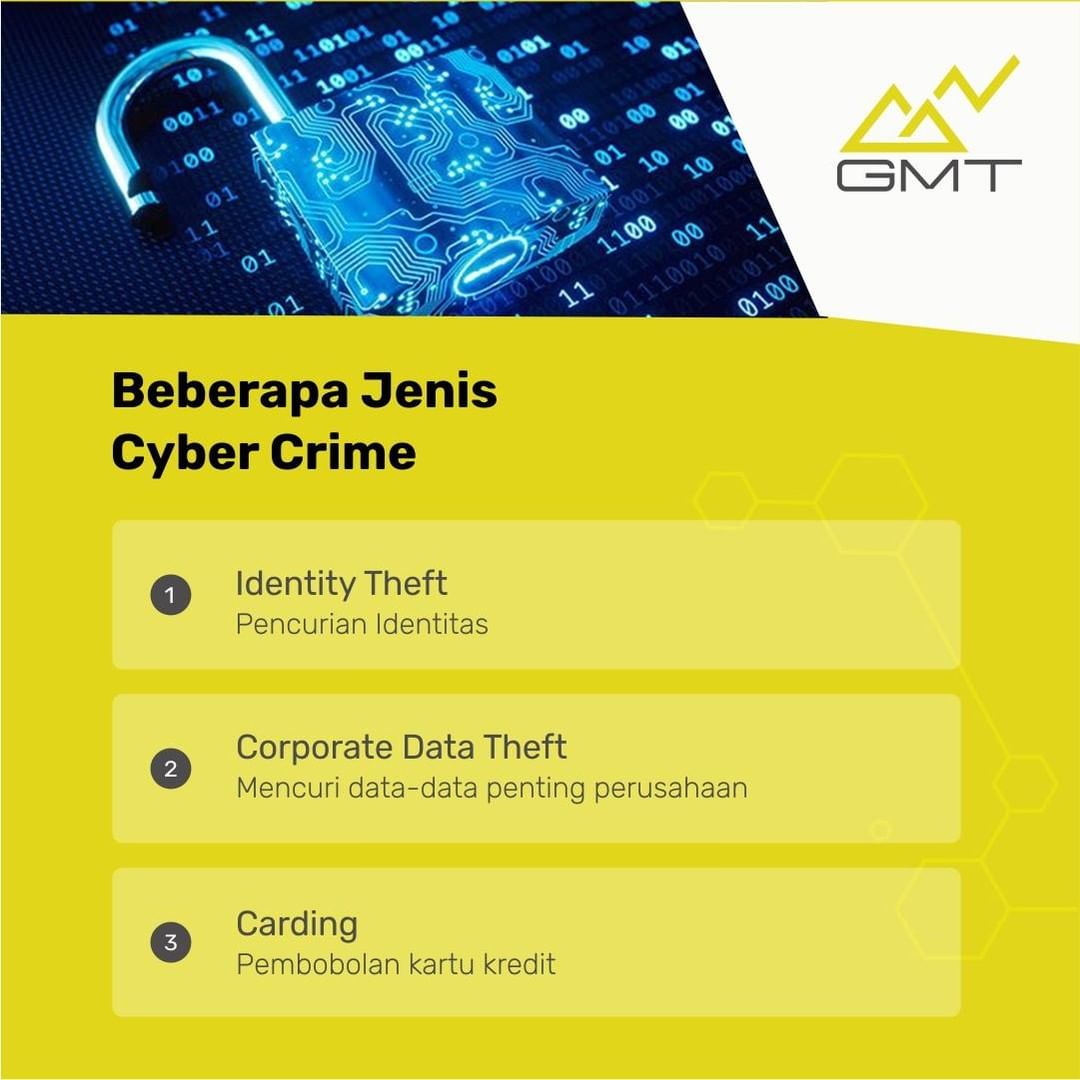 GMT
Beberapa Jenis
Cyber Crime
1
Identity Theft
Pencurian Identitas
2
Corporate Data Theft
Mencuri data-data penting perusahaan
3
Carding
Pembobolan kartu kredit